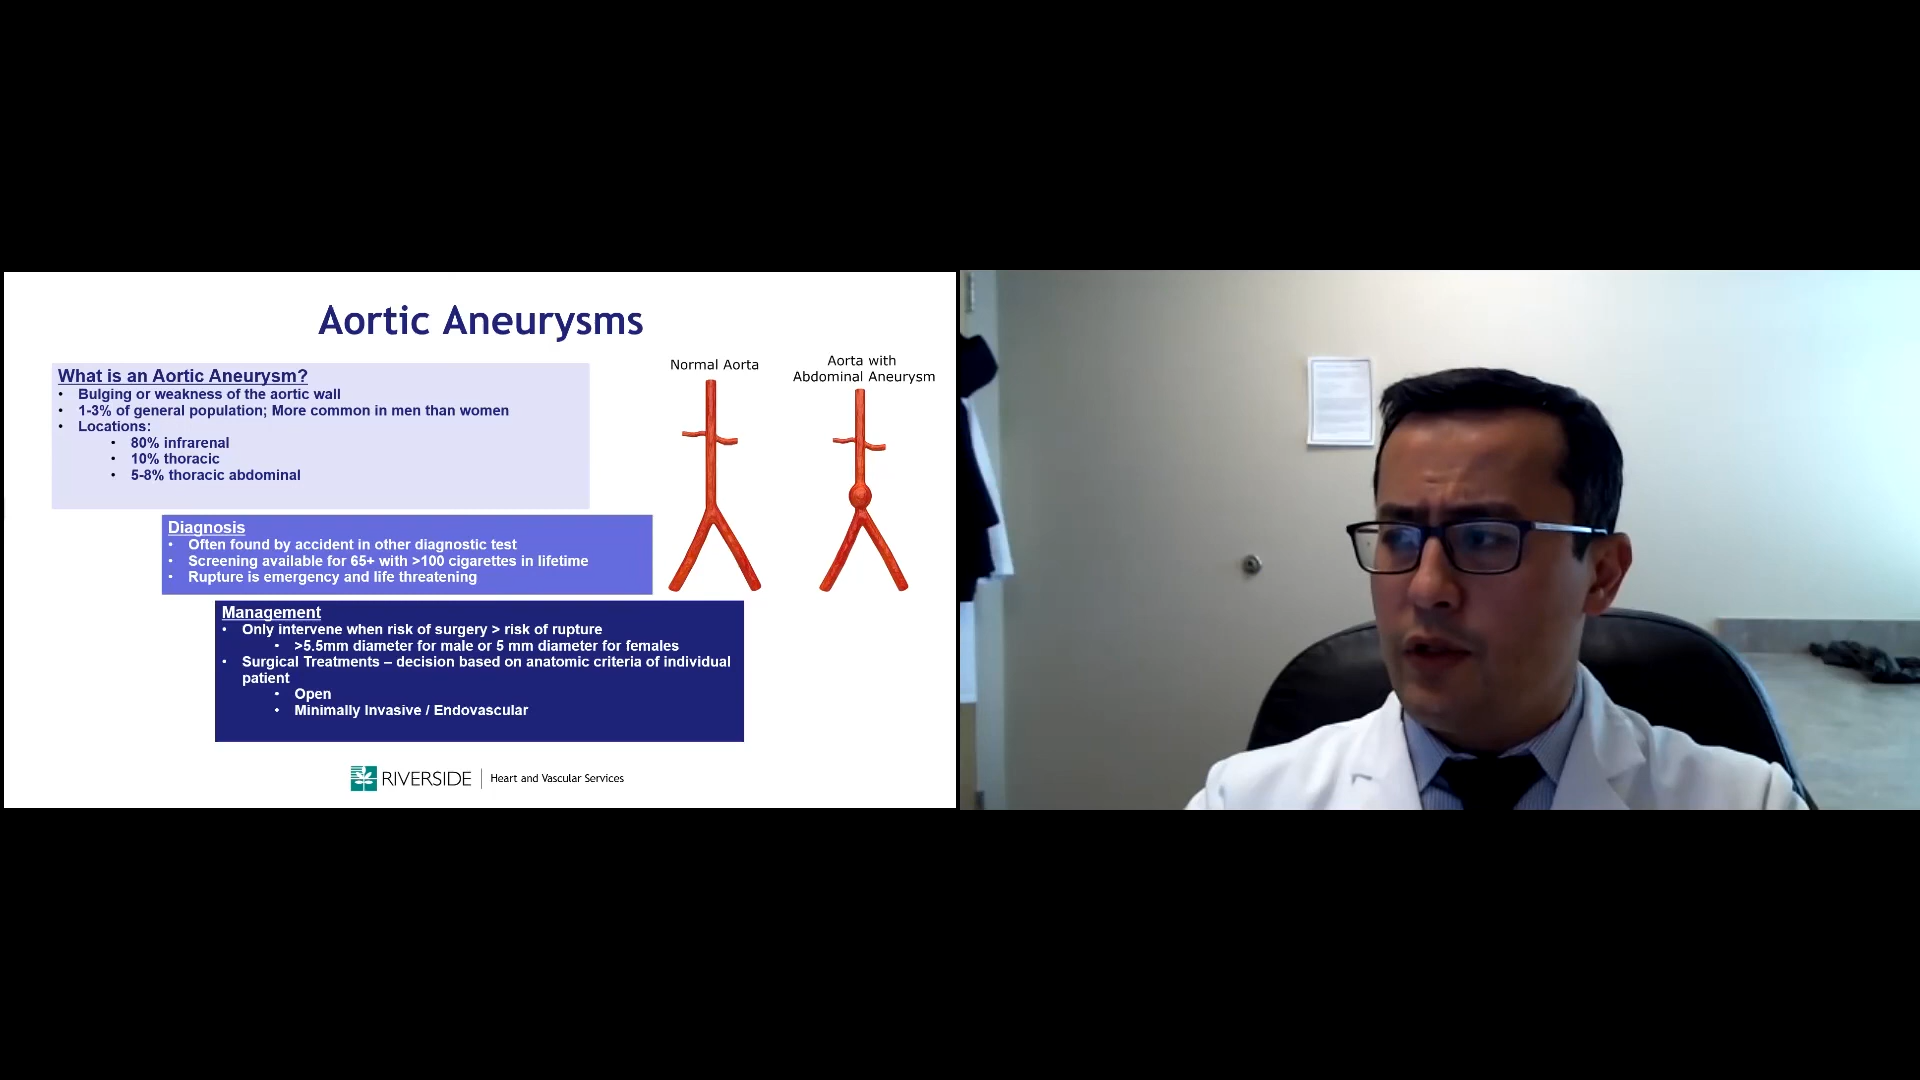 Aortic Aneurysms
What is an Aortic Aneurysm?
• Bulging or weakness of the aortic wall
• 1-3% of general population; More common in men than women
• Locations:
• 80% infrarenal
• 10% thoracic
• 5-8% thoracic abdominal
Normal Aorta
Aorta with
Abdominal Aneurysm
Diagnosis
• Often found by accident in other diagnostic test
• Screening available for 65+ with >100 cigarettes in lifetime
• Rupture is emergency and life threatening
Management
• Only intervene when risk of surgery > risk of rupture
• >5.5mm diameter for male or 5 mm diameter for females
• Surgical Treatments – decision based on anatomic criteria of individual
patient
• Open
• Minimally Invasive / Endovascular
RIVERSIDE Heart and Vascular Services